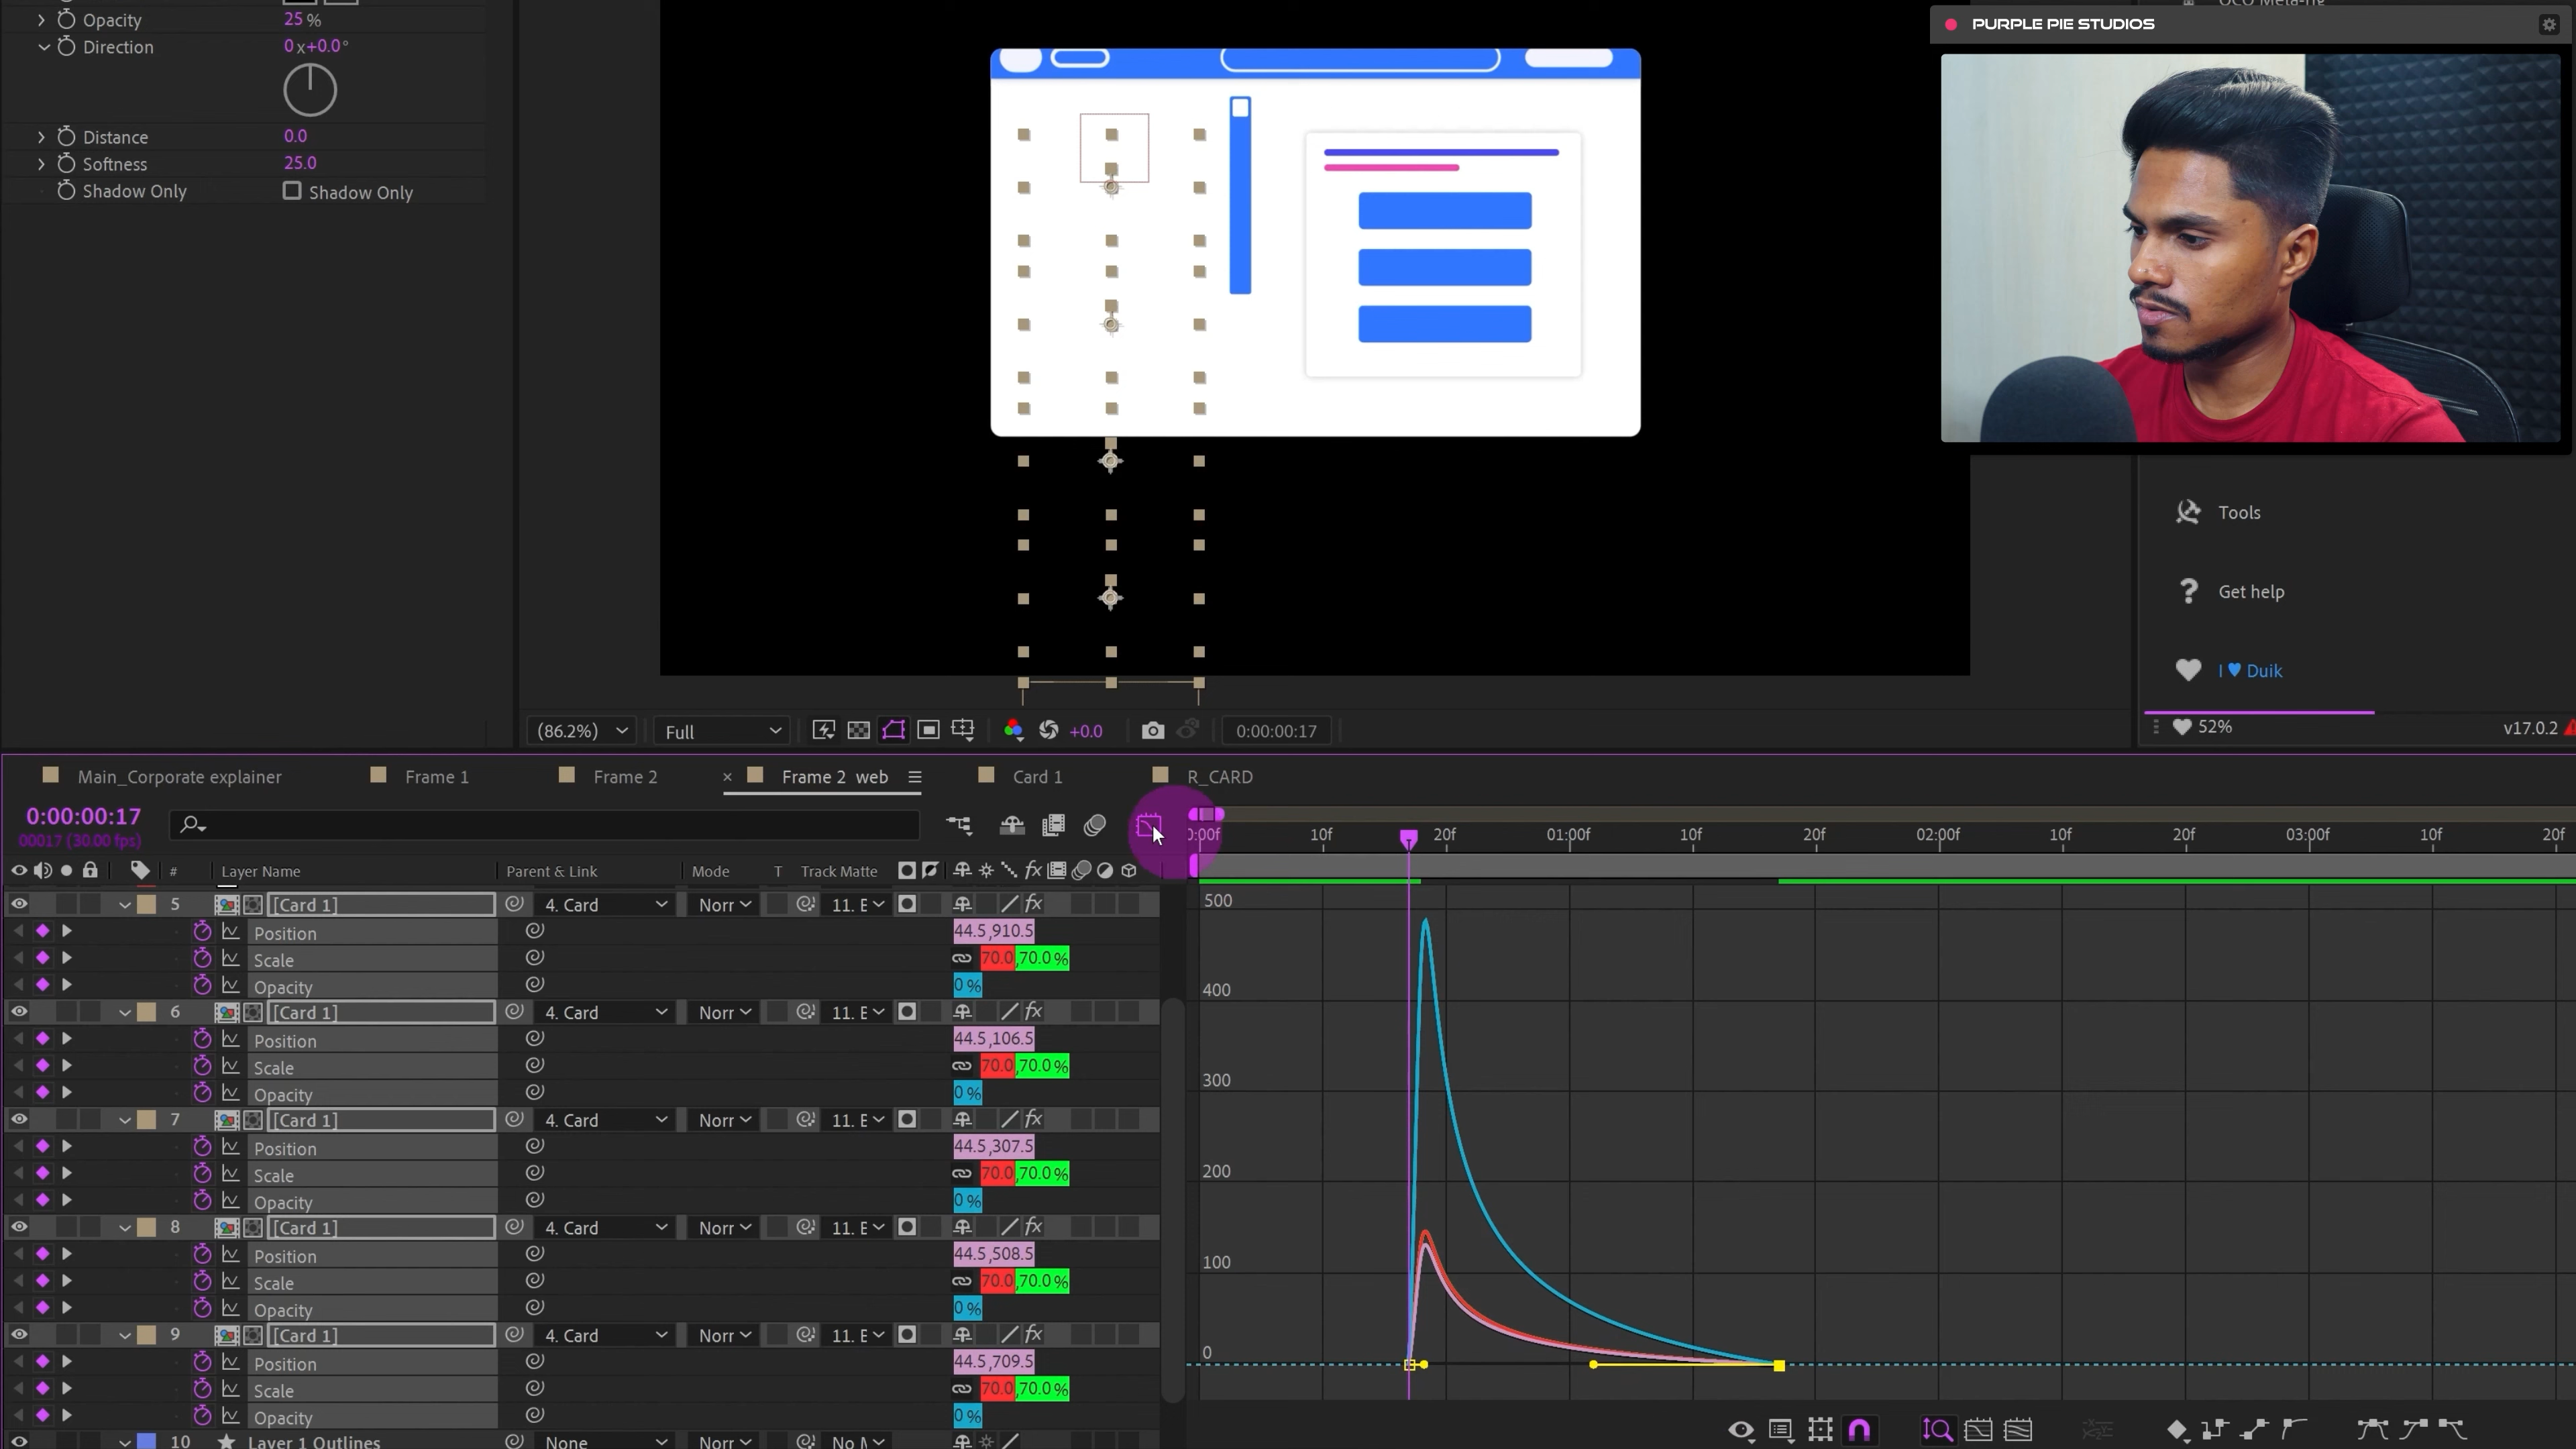 Opacity 25 %
Direction 0 x+0.0°
Distance 0.0
Softness 25.0
Shadow Only Shadow Only
PURPLE PIE STUDIOS
Tools
Get help
I ♥ Duik
52% v17.0.2
(86.2%) Full +0.0 0:00:00:17
Main_Corporate explainer Frame 1 Frame 2 × Frame 2 web Card 1 R_CARD
0:00:00:17
00017 (30.00 fps)
0:00f 10f 20f 01:00f 10f 20f 02:00f 10f 20f 03:00f 10f 20f
# Layer Name Parent & Link Mode T Track Matte fx
5 [Card 1] 4. Card Norr 11. E fx
Position 44.5,910.5
Scale 70.0,70.0 %
Opacity 0 %
6 [Card 1] 4. Card Norr 11. E fx
Position 44.5,106.5
Scale 70.0,70.0 %
Opacity 0 %
7 [Card 1] 4. Card Norr 11. E fx
Position 44.5,307.5
Scale 70.0,70.0 %
Opacity 0 %
8 [Card 1] 4. Card Norr 11. E fx
Position 44.5,508.5
Scale 70.0,70.0 %
Opacity 0 %
9 [Card 1] 4. Card Norr 11. E fx
Position 44.5,709.5
Scale 70.0,70.0 %
Opacity 0 %
10 Layer 1 Outlines None Norr No M
500
400
300
200
100
0